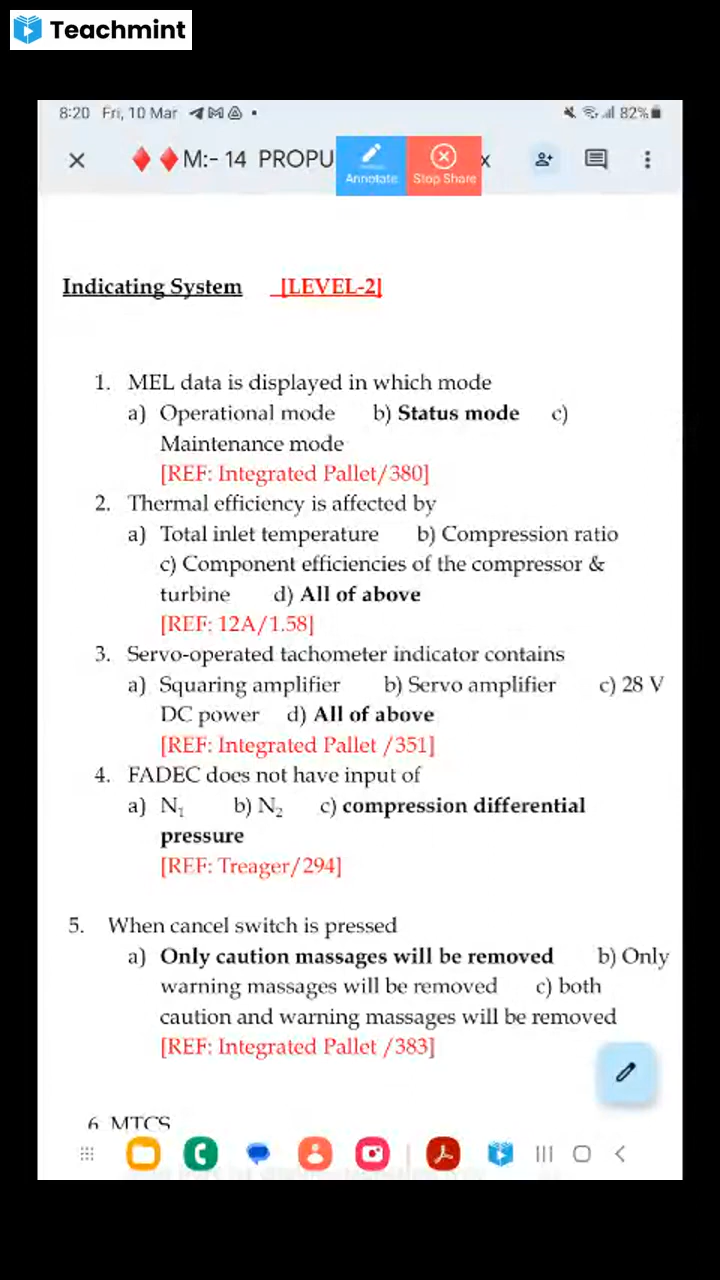 Teachmint
8:20 Fri, 10 Mar
82%
M:- 14 PROPU
Annotate
Stop Share
x
Indicating System [LEVEL-2]
1. MEL data is displayed in which mode
a) Operational mode b) Status mode c)
Maintenance mode
[REF: Integrated Pallet/380]
2. Thermal efficiency is affected by
a) Total inlet temperature b) Compression ratio
c) Component efficiencies of the compressor &
turbine d) All of above
[REF: 12A/1.58]
3. Servo-operated tachometer indicator contains
a) Squaring amplifier b) Servo amplifier c) 28 V
DC power d) All of above
[REF: Integrated Pallet /351]
4. FADEC does not have input of
a) N₁ b) N₂ c) compression differential
pressure
[REF: Treager/294]
5. When cancel switch is pressed
a) Only caution massages will be removed b) Only
warning massages will be removed c) both
caution and warning massages will be removed
[REF: Integrated Pallet /383]
6. MTCS